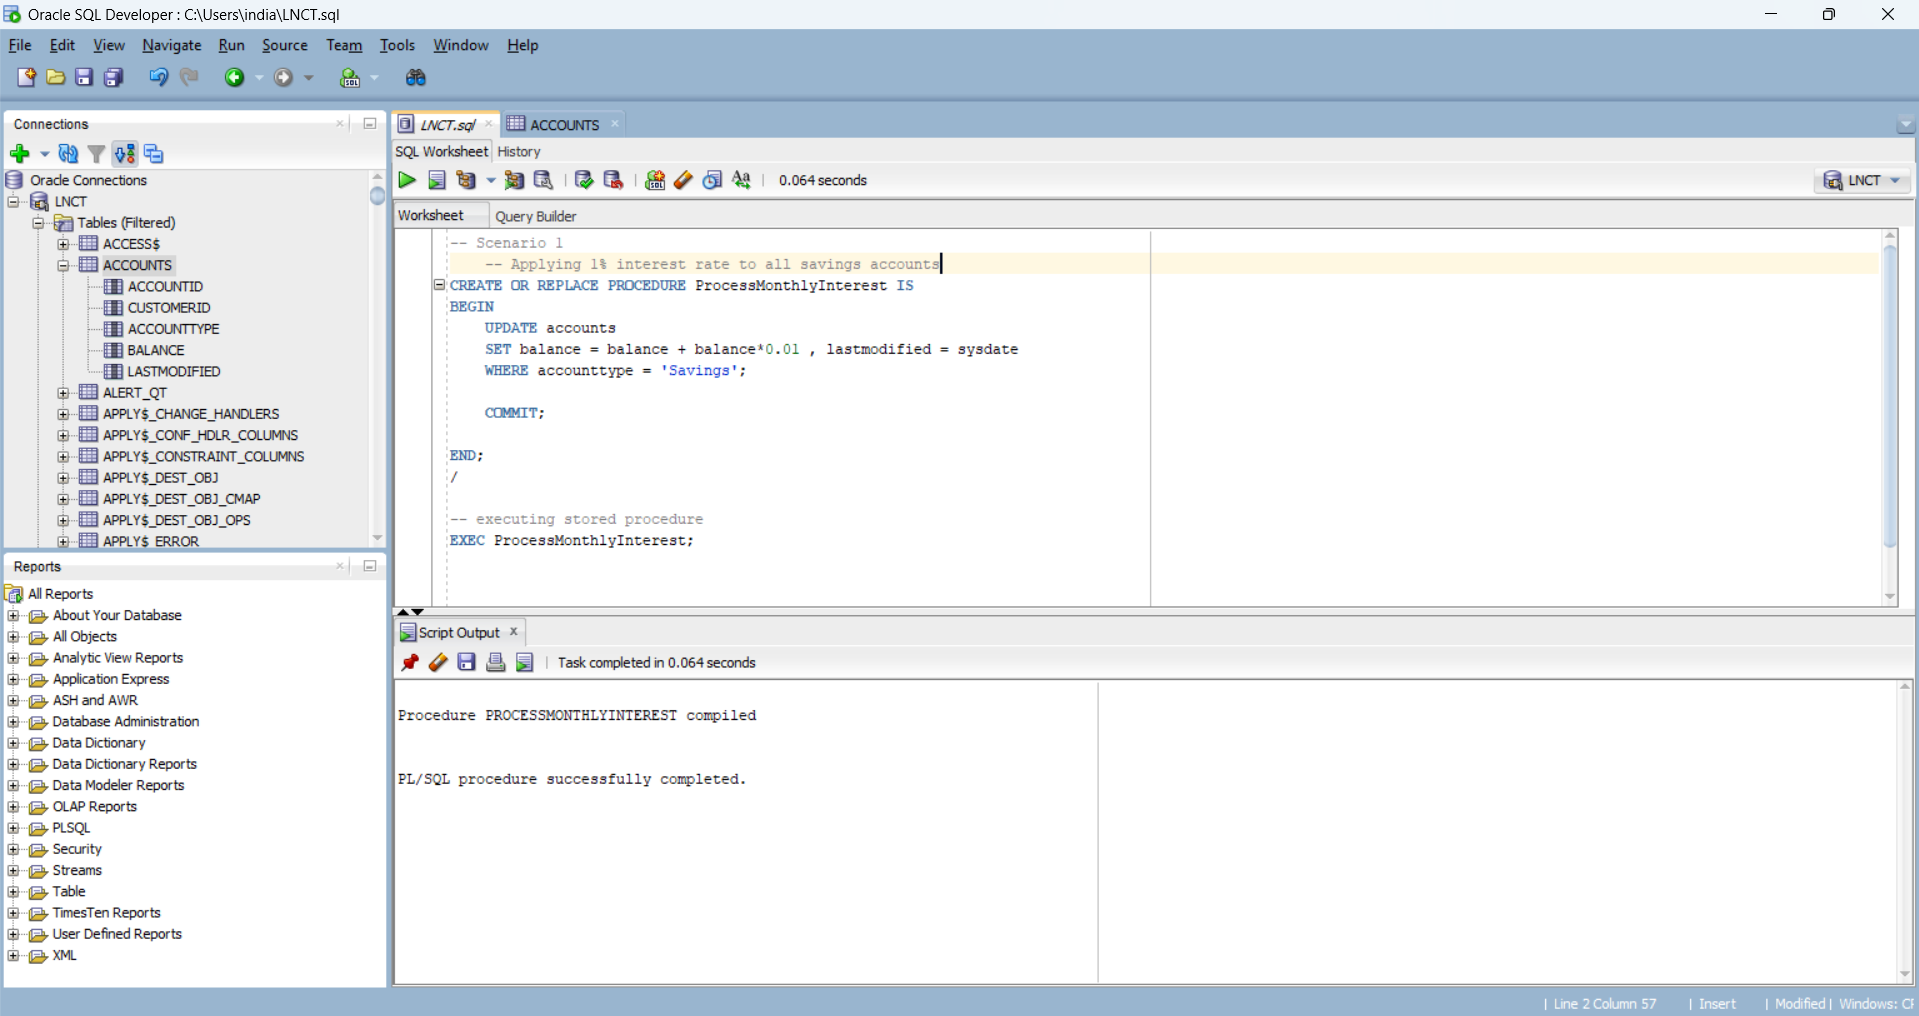 Oracle SQL Developer : C:\Users\india\LNCT.sql
File Edit View Navigate Run Source Team Tools Window Help
Connections
Oracle Connections
LNCT
Tables (Filtered)
ACCESS$
ACCOUNTS
ACCOUNTID
CUSTOMERID
ACCOUNTTYPE
BALANCE
LASTMODIFIED
ALERT_QT
APPLY$_CHANGE_HANDLERS
APPLY$_CONF_HDLR_COLUMNS
APPLY$_CONSTRAINT_COLUMNS
APPLY$_DEST_OBJ
APPLY$_DEST_OBJ_CMAP
APPLY$_DEST_OBJ_OPS
APPLY$ ERROR
Reports
All Reports
About Your Database
All Objects
Analytic View Reports
Application Express
ASH and AWR
Database Administration
Data Dictionary
Data Dictionary Reports
Data Modeler Reports
OLAP Reports
PLSQL
Security
Streams
Table
TimesTen Reports
User Defined Reports
XML
LNCT.sql ACCOUNTS
SQL Worksheet History
0.064 seconds
LNCT
Worksheet Query Builder
-- Scenario 1
-- Applying 1% interest rate to all savings accounts
CREATE OR REPLACE PROCEDURE ProcessMonthlyInterest IS
BEGIN
UPDATE accounts
SET balance = balance + balance*0.01 , lastmodified = sysdate
WHERE accounttype = 'Savings';
COMMIT;
END;
/
-- executing stored procedure
EXEC ProcessMonthlyInterest;
Script Output
Task completed in 0.064 seconds
Procedure PROCESSMONTHLYINTEREST compiled
PL/SQL procedure successfully completed.
| Line 2 Column 57 | Insert | Modified | Windows: CF